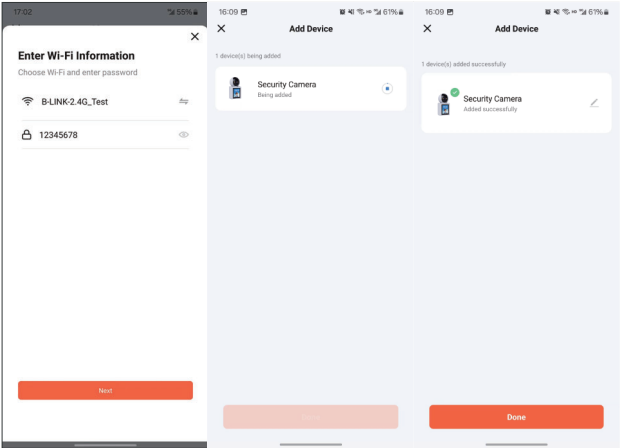 17:02
55%
Enter Wi-Fi Information
Choose Wi-Fi and enter password
B-LINK-2.4G_Test
12345678
Next
16:09
61%
Add Device
1 device(s) being added
Security Camera
Being added
16:09
61%
Add Device
1 device(s) added successfully
Security Camera
Added successfully
Done